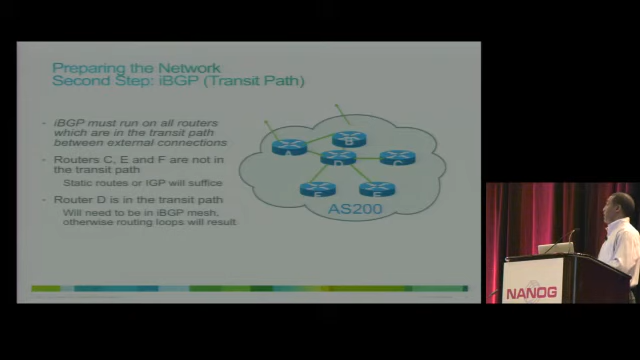 Preparing the Network
Second Step: iBGP (Transit Path)
• iBGP must run on all routers
which are in the transit path
between external connections
• Routers C, E and F are not in
the transit path
Static routes or IGP will suffice
• Router D is in the transit path
Will need to be in iBGP mesh,
otherwise routing loops will result
B
A
D
C
AS200
NANOG